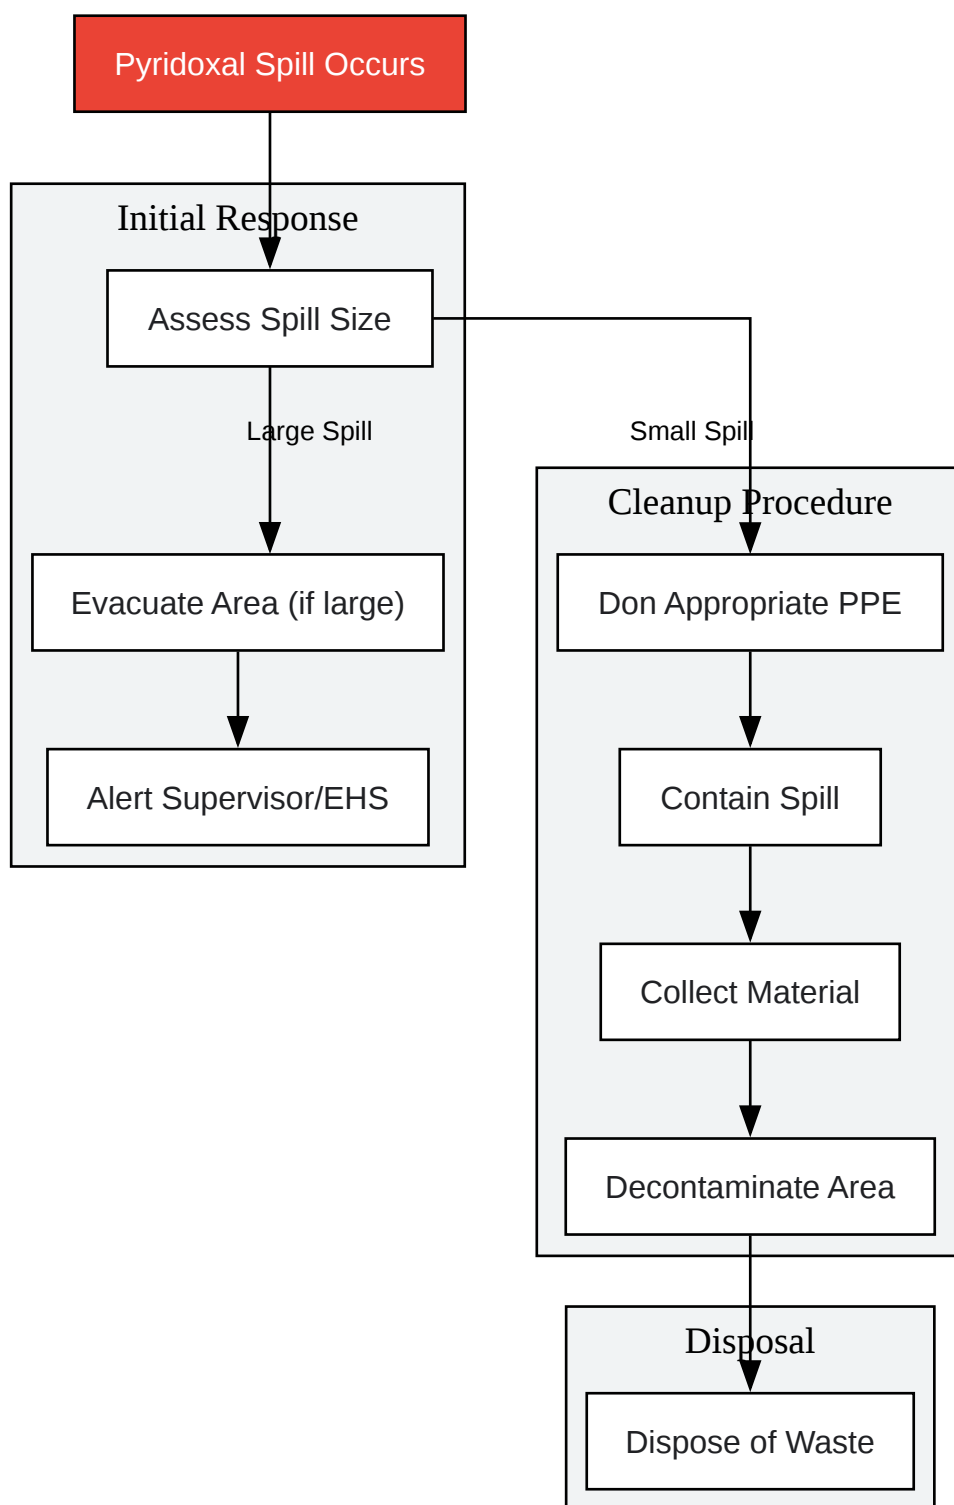 Pyridoxal Spill Occurs
Initial Response
Assess Spill Size
Large Spill
Small Spill
Cleanup Procedure
Evacuate Area (if large)
Don Appropriate PPE
Alert Supervisor/EHS
Contain Spill
Collect Material
Decontaminate Area
Disposal
Dispose of Waste